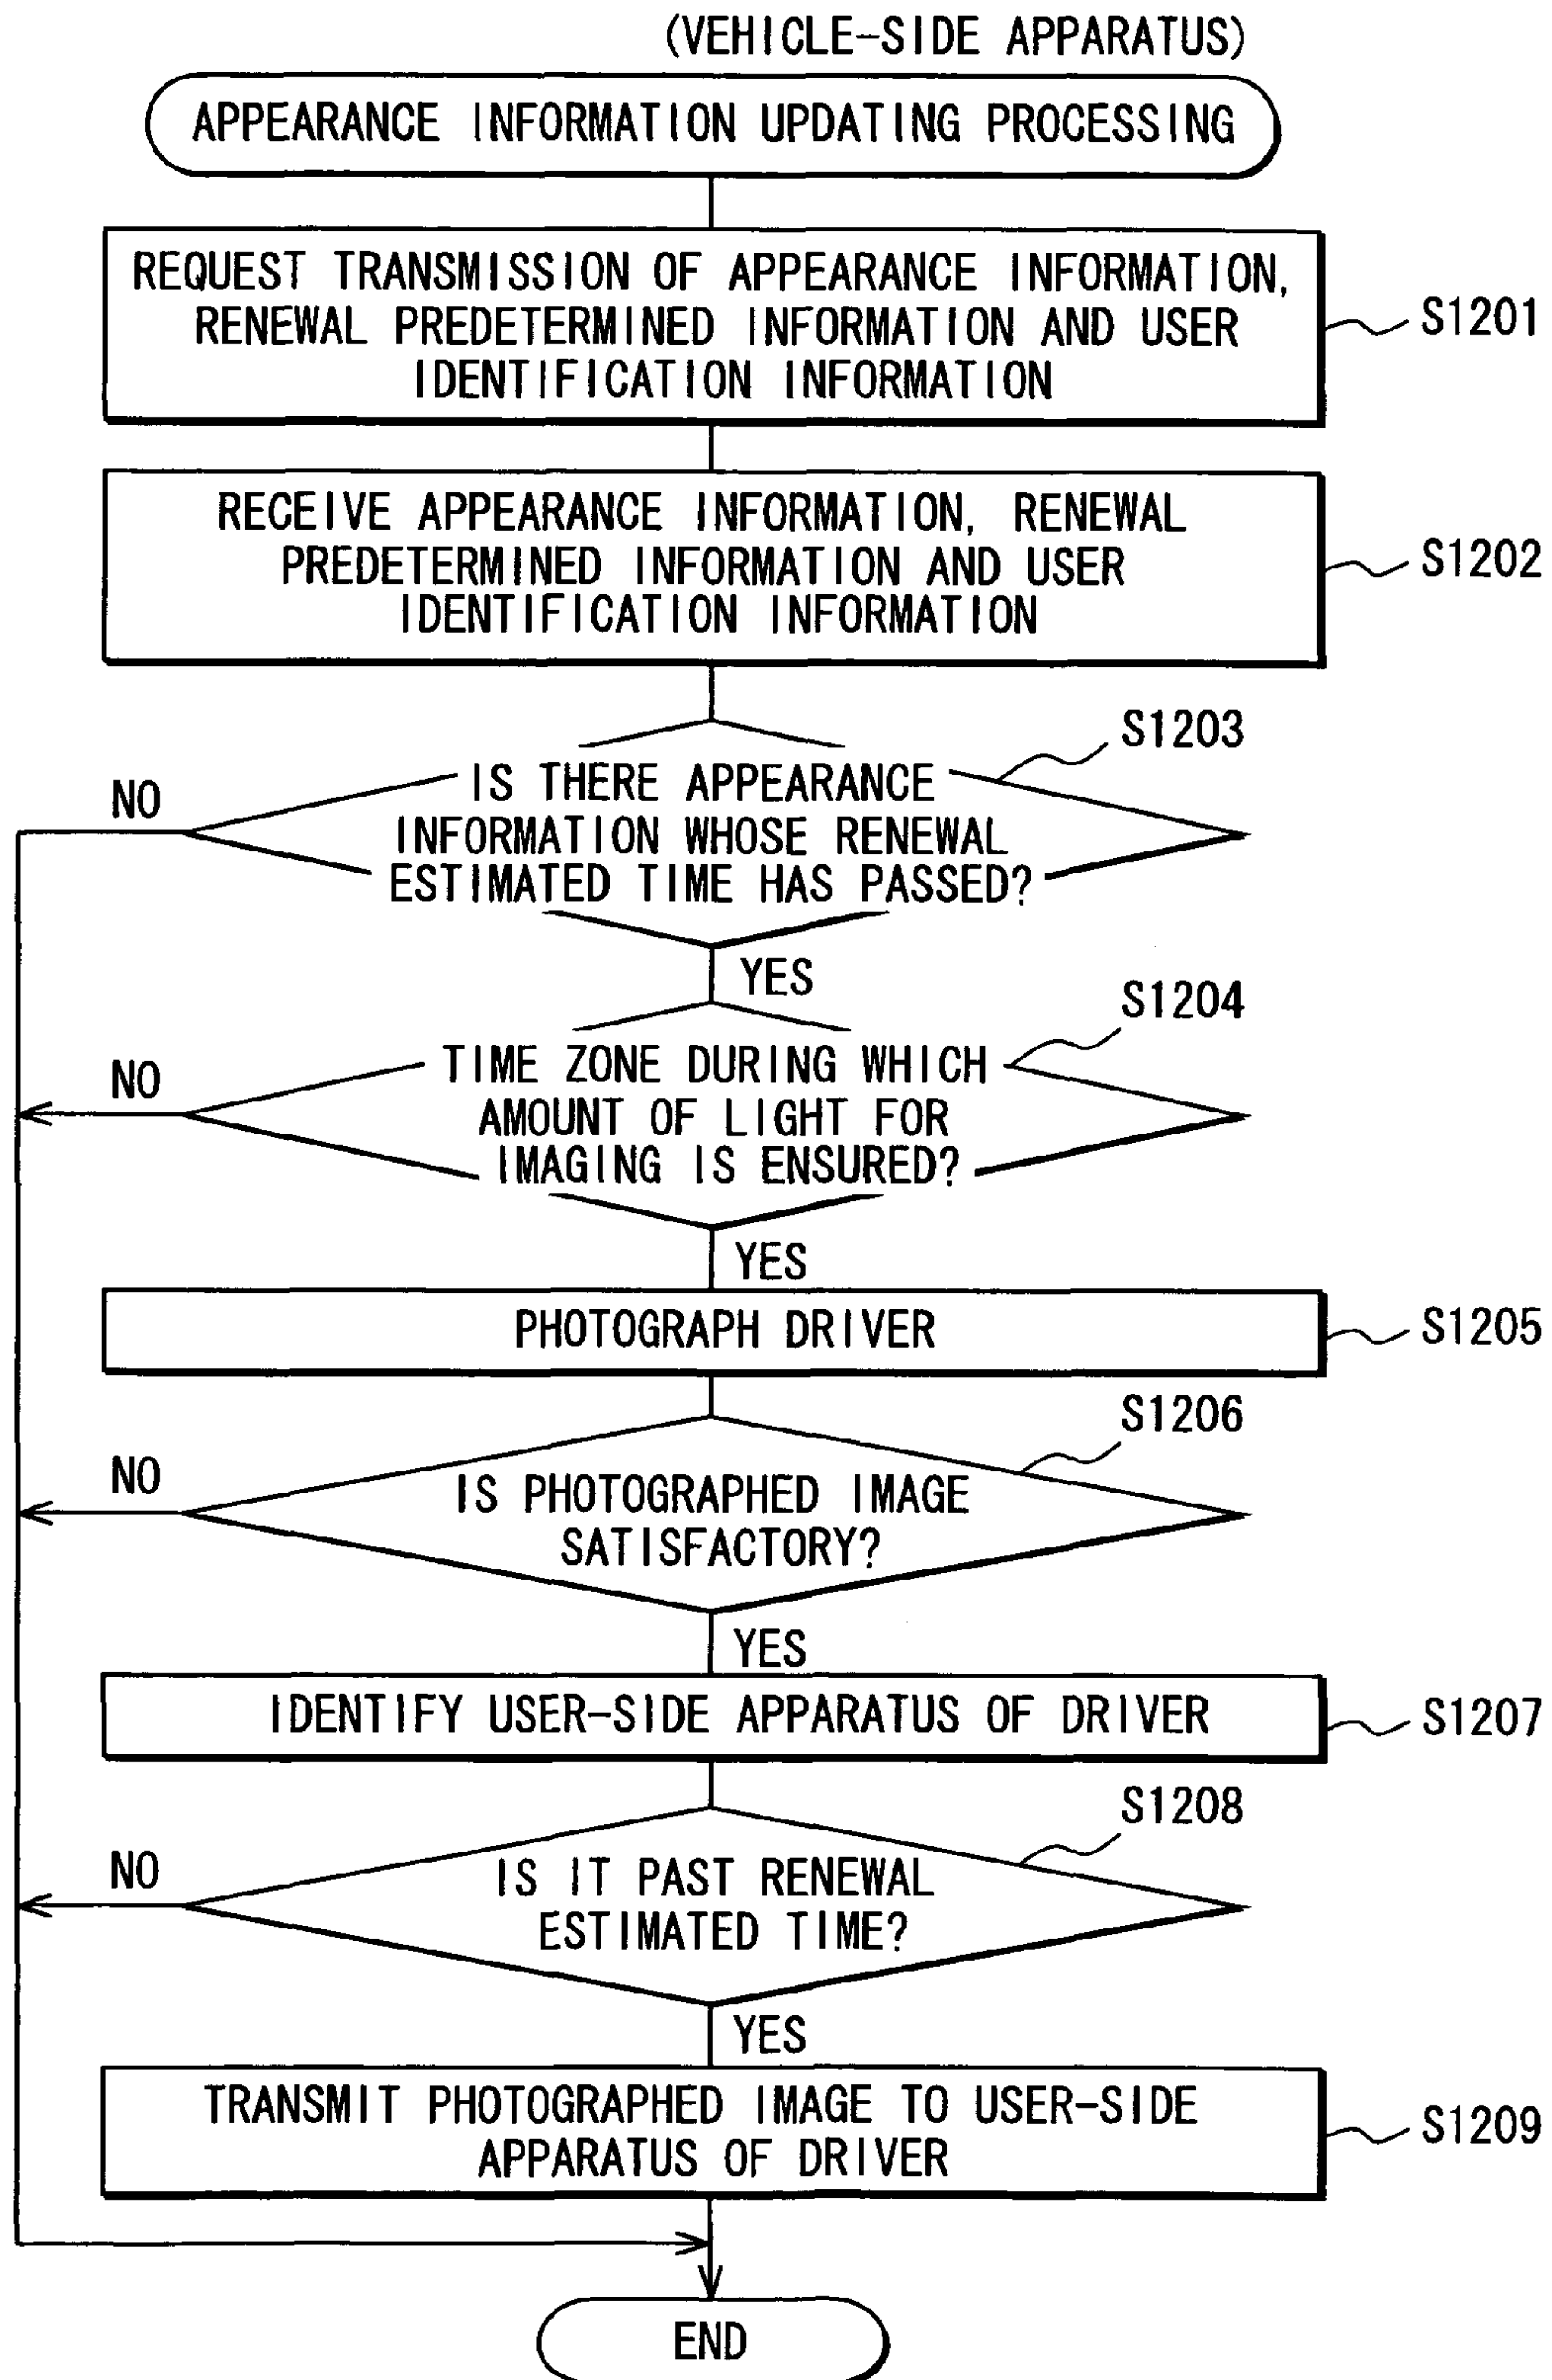 (VEHICLE-SIDE APPARATUS)
APPEARANCE INFORMATION UPDATING PROCESSING
REQUEST TRANSMISSION OF APPEARANCE INFORMATION,
RENEWAL PREDETERMINED INFORMATION AND USER
IDENTIFICATION INFORMATION
S1201
RECEIVE APPEARANCE INFORMATION, RENEWAL
PREDETERMINED INFORMATION AND USER
IDENTIFICATION INFORMATION
S1202
S1203
NO
IS THERE APPEARANCE
INFORMATION WHOSE RENEWAL
ESTIMATED TIME HAS PASSED?
YES
S1204
NO
TIME ZONE DURING WHICH
AMOUNT OF LIGHT FOR
IMAGING IS ENSURED?
YES
PHOTOGRAPH DRIVER
S1205
S1206
NO
IS PHOTOGRAPHED IMAGE
SATISFACTORY?
YES
IDENTIFY USER-SIDE APPARATUS OF DRIVER
S1207
S1208
NO
IS IT PAST RENEWAL
ESTIMATED TIME?
YES
TRANSMIT PHOTOGRAPHED IMAGE TO USER-SIDE
APPARATUS OF DRIVER
S1209
END